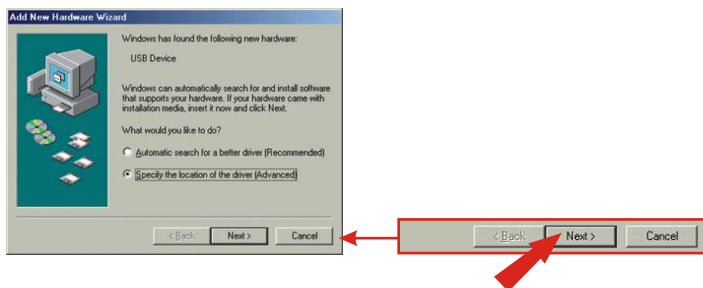 Add New Hardware Wizard
Windows has found the following new hardware:
USB Device
Windows can automatically search for and install software
that supports your hardware. If your hardware came with
installation media, insert it now and click Next.
What would you like to do?
Automatic search for a better driver (Recommended)
Specify the location of the driver (Advanced)
< Back
Next >
Cancel
< Back
Next >
Cancel